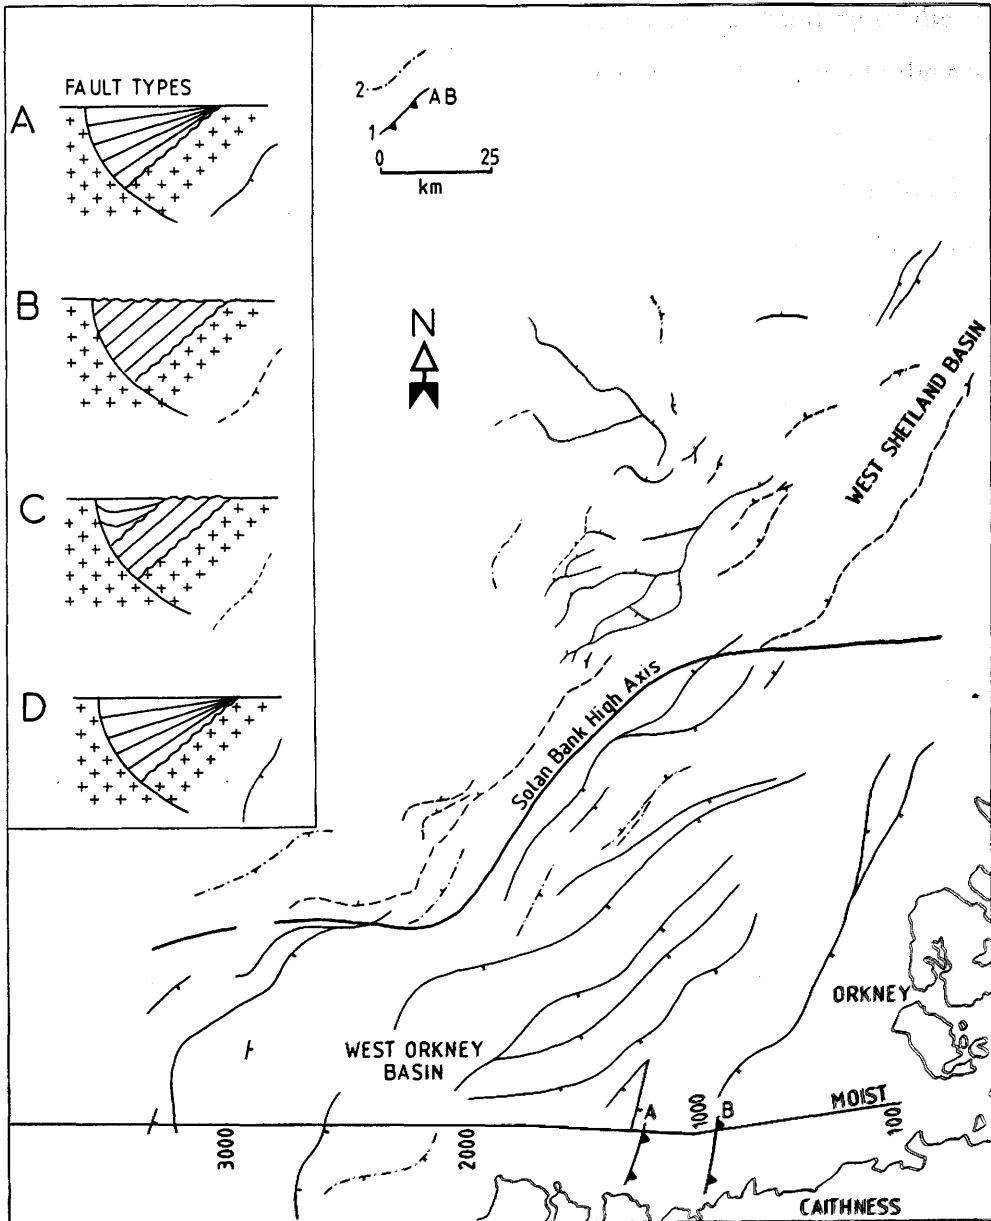 FAULT TYPES
A
B
C
D
2
A B
1
0 25
km
N
WEST SHETLAND BASIN
Solan Bank High Axis
ORKNEY
WEST ORKNEY
BASIN
MOIST
A
B
3000
2000
1000
100
CAITHNESS